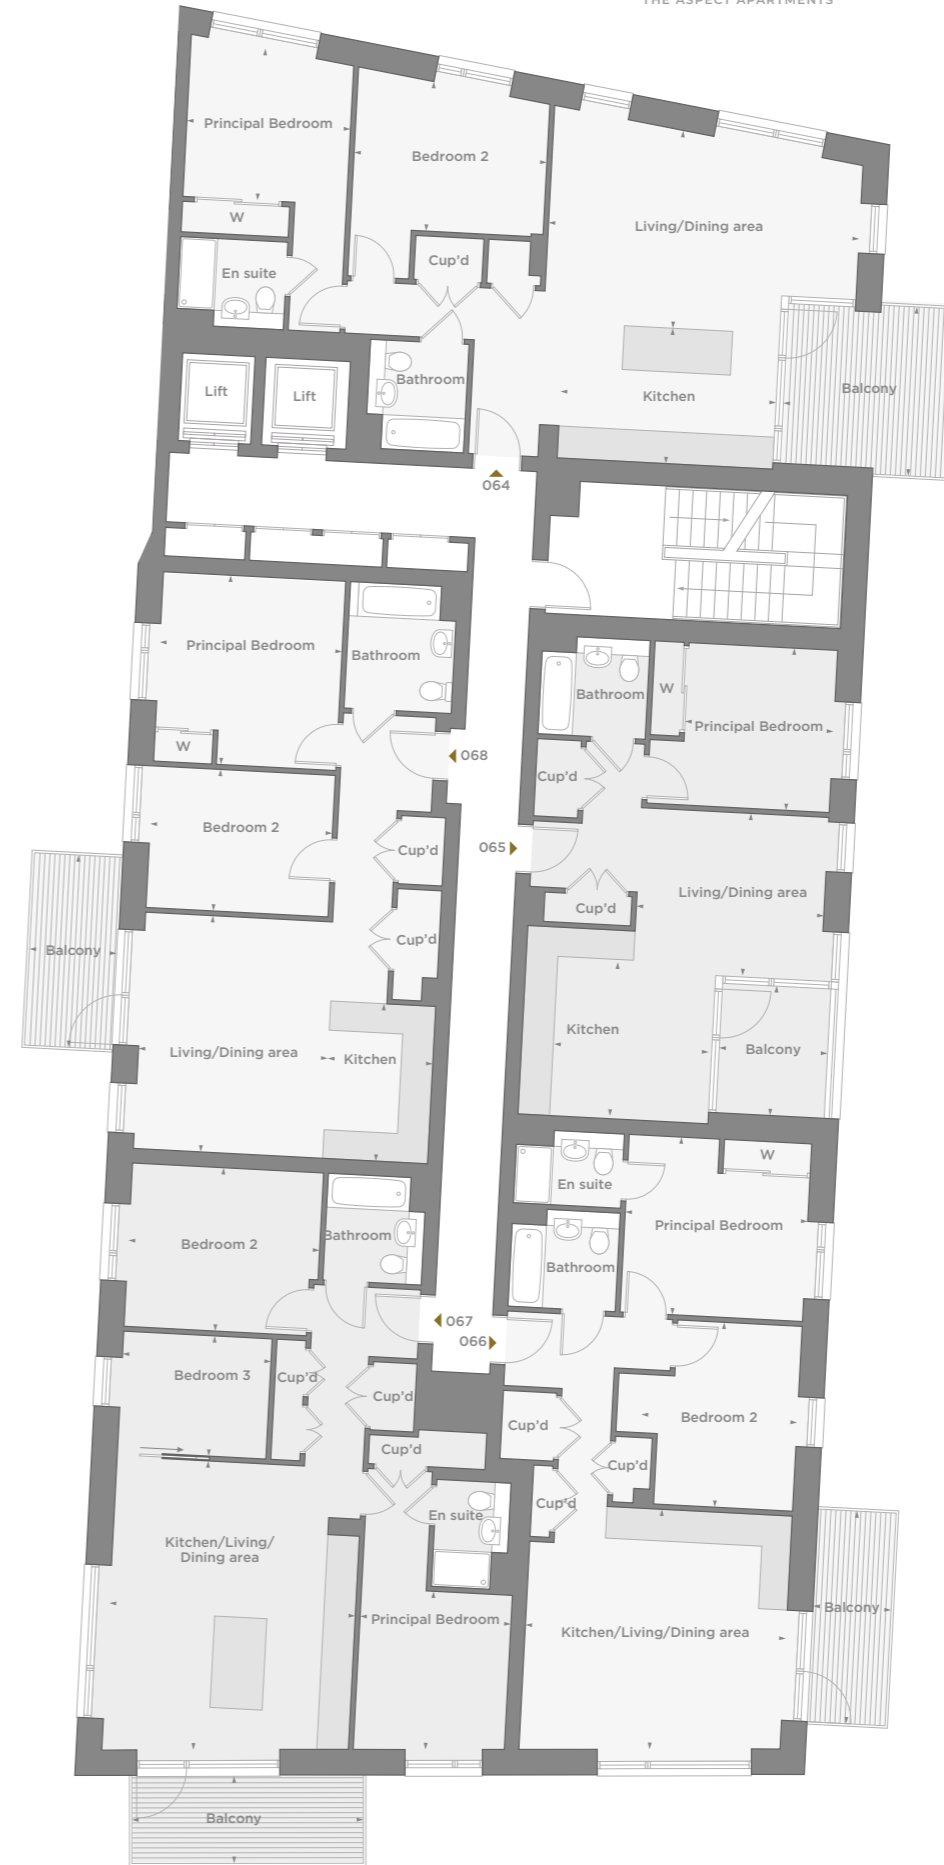 THE ASPECT APARTMENTS
Principal Bedroom
Bedroom 2
W
Living/Dining area
Cup'd
En suite
Lift
Lift
Bathroom
Kitchen
Balcony
064
Principal Bedroom
Bathroom
W
068
Bathroom
W
Principal Bedroom
Cup'd
Bedroom 2
Cup'd
065
Living/Dining area
Cup'd
Cup'd
Balcony
Living/Dining area
Kitchen
Kitchen
Balcony
W
En suite
Principal Bedroom
Bedroom 2
Bathroom
Bathroom
067
066
Bedroom 3
Cup'd
Cup'd
Cup'd
Bedroom 2
Cup'd
Cup'd
Cup'd
En suite
Kitchen/Living/
Dining area
Principal Bedroom
Kitchen/Living/Dining area
Balcony
Balcony